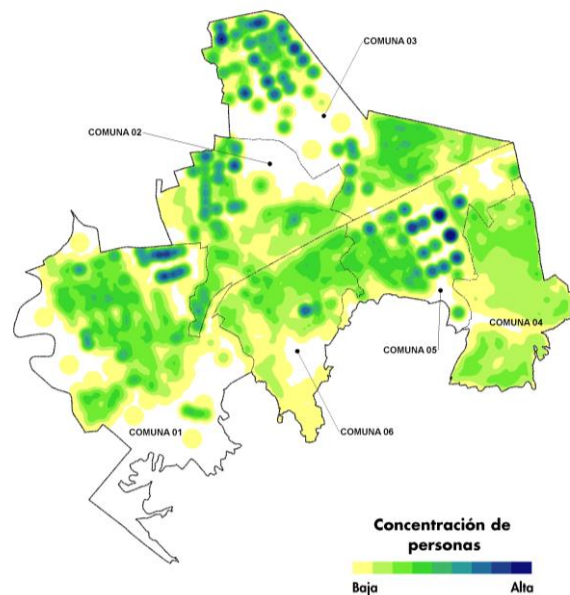 COMUNA 03
COMUNA 02
COMUNA 04
COMUNA 05
COMUNA 01
COMUNA 06
Concentración de
personas
Baja
Alta